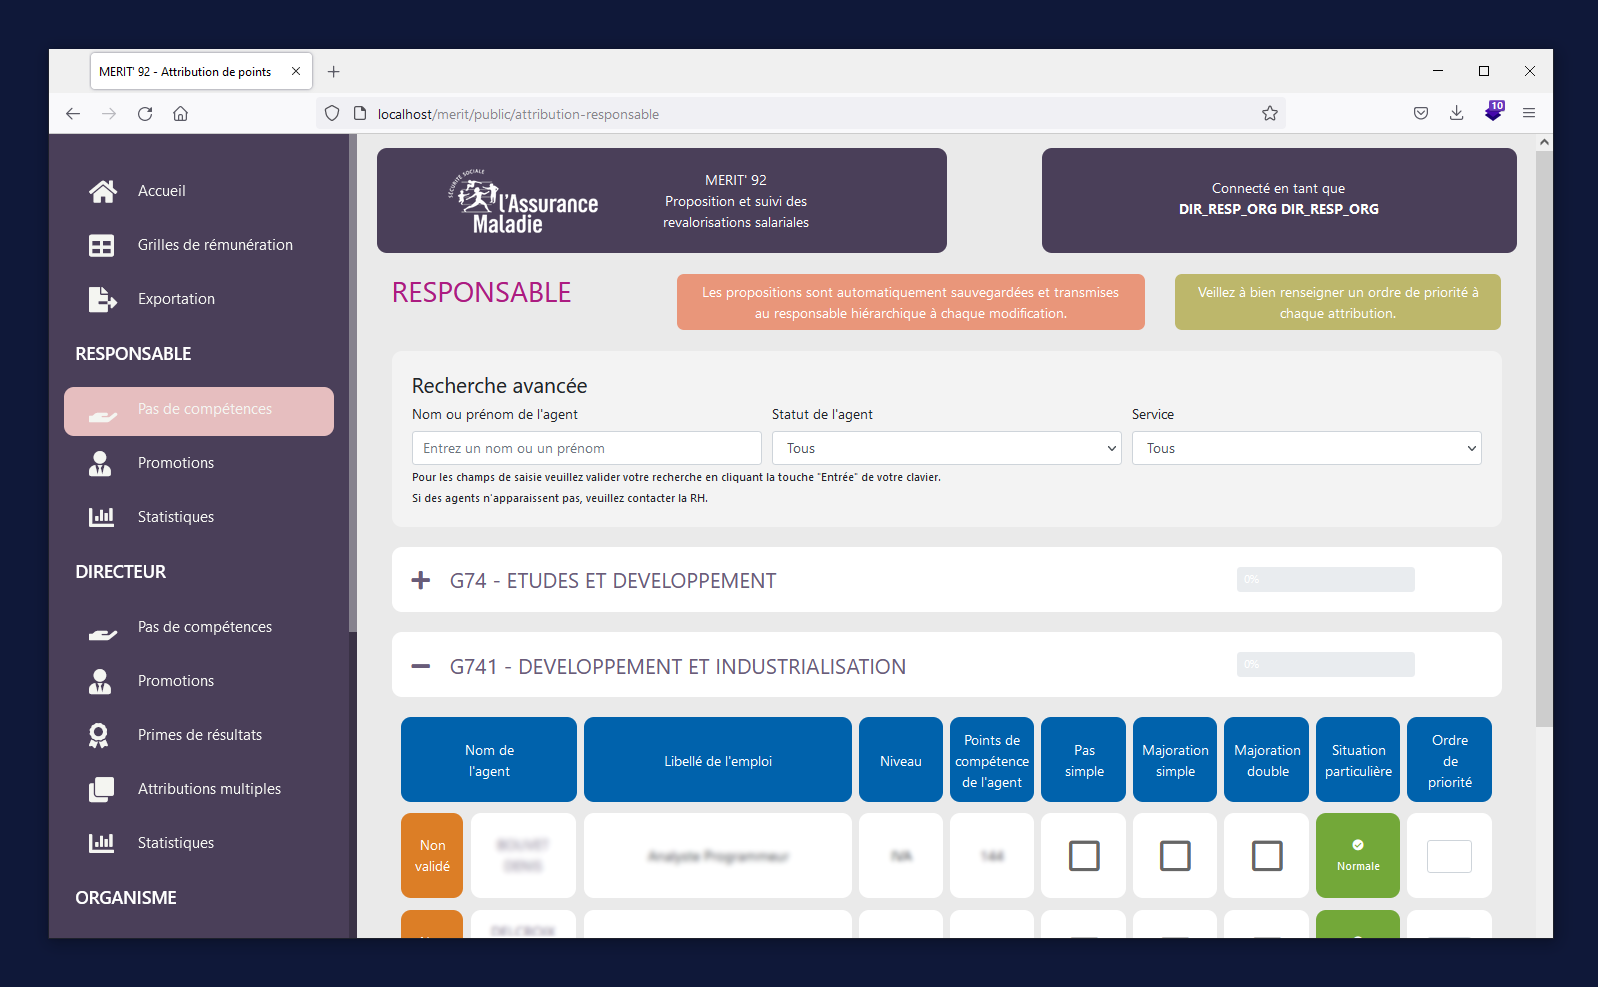 MERIT' 92 - Attribution de points
localhost/merit/public/attribution-responsable
10
Accueil
Grilles de rémunération
Exportation
RESPONSABLE
Pas de compétences
Promotions
Statistiques
DIRECTEUR
Pas de compétences
Promotions
Primes de résultats
Attributions multiples
Statistiques
ORGANISME
SÉCURITÉ SOCIALE
l'Assurance
Maladie
MERIT' 92
Proposition et suivi des
revalorisations salariales
Connecté en tant que
DIR_RESP_ORG DIR_RESP_ORG
RESPONSABLE
Les propositions sont automatiquement sauvegardées et transmises
au responsable hiérarchique à chaque modification.
Veillez à bien renseigner un ordre de priorité à
chaque attribution.
Recherche avancée
Nom ou prénom de l'agent
Entrez un nom ou un prénom
Statut de l'agent
Tous
Service
Tous
Pour les champs de saisie veuillez valider votre recherche en cliquant la touche "Entrée" de votre clavier.
Si des agents n'apparaissent pas, veuillez contacter la RH.
G74 - ETUDES ET DEVELOPPEMENT
0%
G741 - DEVELOPPEMENT ET INDUSTRIALISATION
0%
Nom de
l'agent
Libellé de l'emploi
Niveau
Points de
compétence
de l'agent
Pas
simple
Majoration
simple
Majoration
double
Situation
particulière
Ordre
de
priorité
Non
validé
Analyste Programmeur
IVA
144
Normale